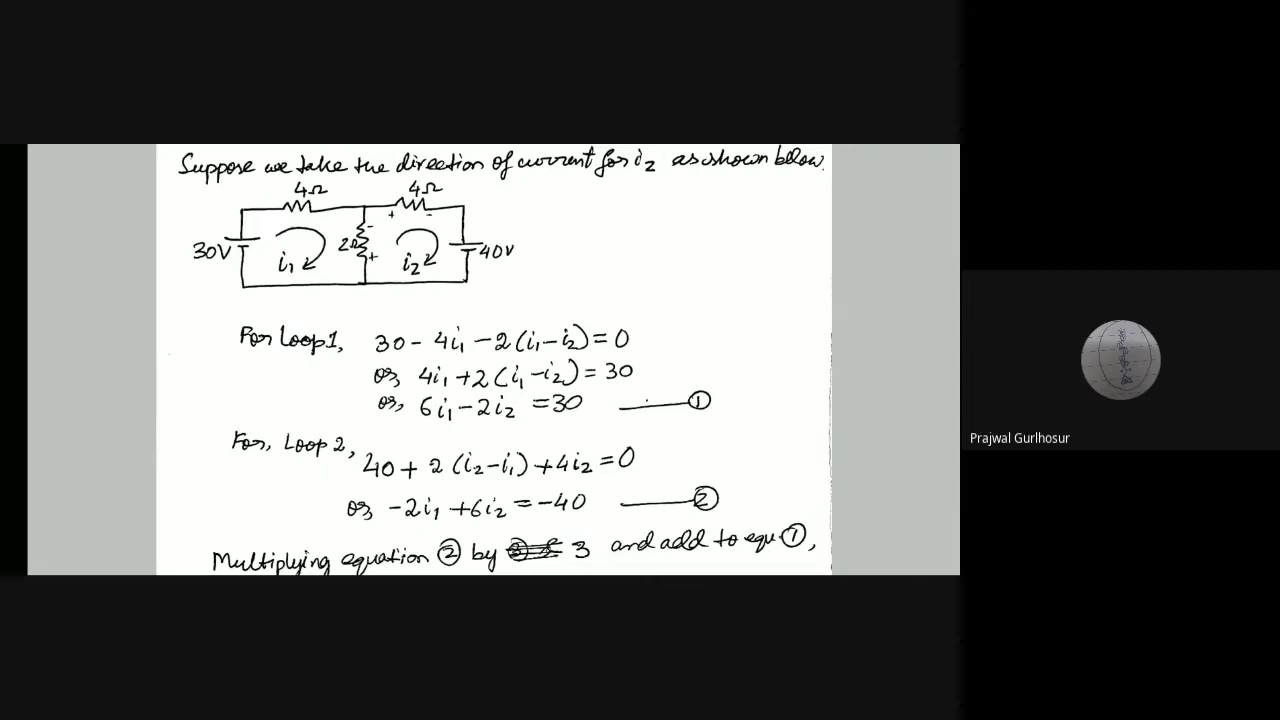 Suppose we take the direction of current for i₂ as shown below.
4Ω 4Ω
+ -
30V i₁ 2Ω - + i₂ 40V
For Loop 1, 30 - 4i₁ - 2(i₁-i₂) = 0
or, 4i₁ + 2(i₁-i₂) = 30
or, 6i₁ - 2i₂ = 30 ①
For, Loop 2,
40 + 2(i₂-i₁) + 4i₂ = 0
or, -2i₁ + 6i₂ = -40 ②
Multiplying equation ② by 3 and add to equ ①,
Prajwal Gurlhosur